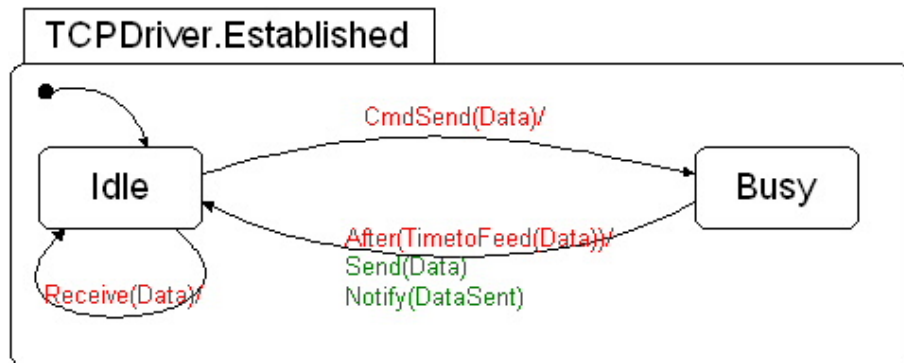 TCPDriver.Established
CmdSend(Data)/
Idle
Busy
After(TimetoFeed(Data))/
Send(Data)
Notify(DataSent)
Receive(Data)/